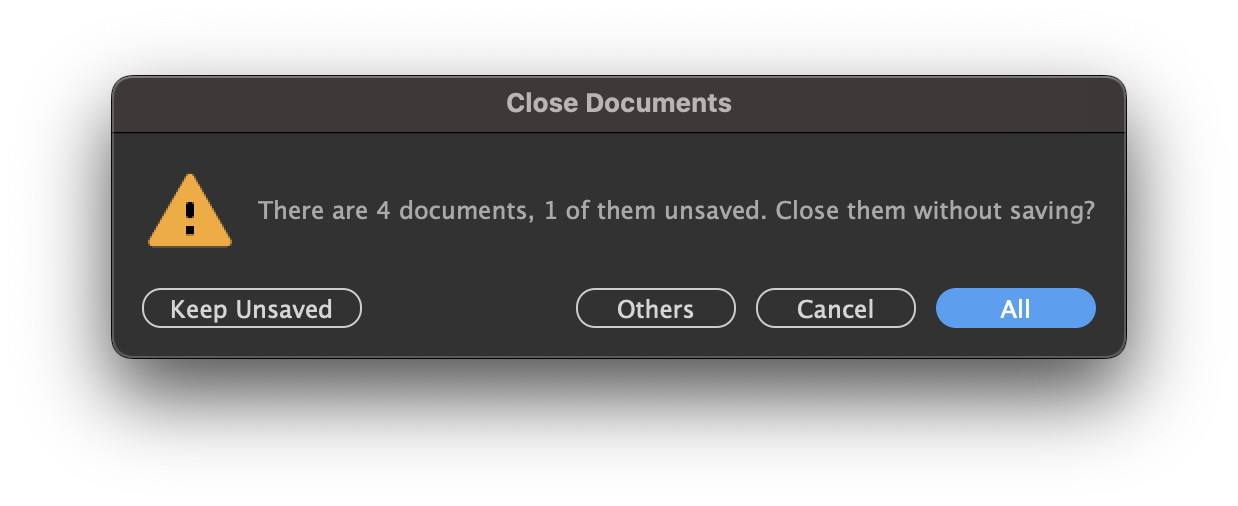 Close Documents
There are 4 documents, 1 of them unsaved. Close them without saving?
Keep Unsaved Others Cancel All